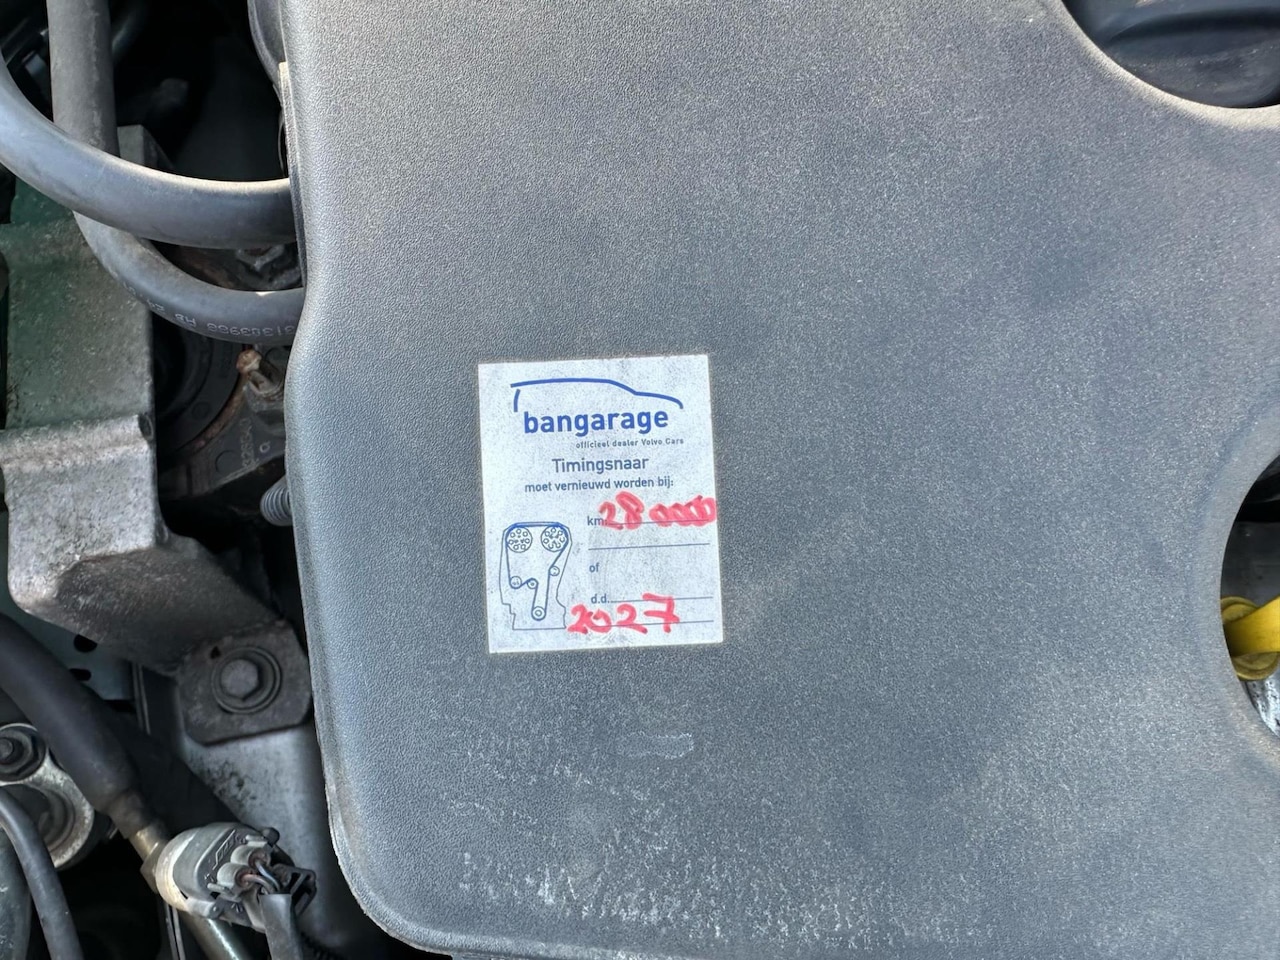 bangarage
officieel dealer Volvo Cars
Timingsnaar
moet vernieuwd worden bij:
km. 280000
of
d.d.
2027